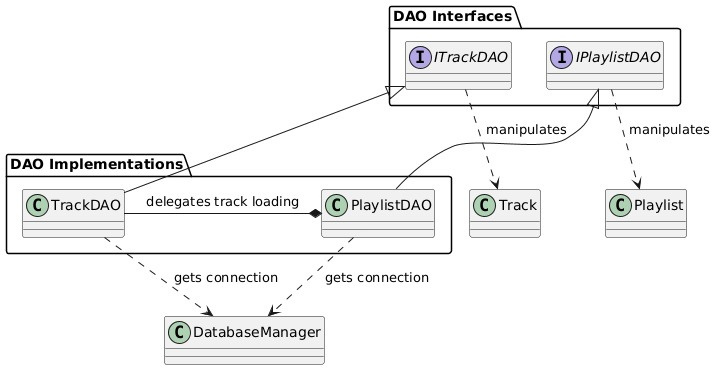 DAO Interfaces
I ITrackDAO
I IPlaylistDAO
manipulates
manipulates
DAO Implementations
C TrackDAO
delegates track loading
C PlaylistDAO
C Track
C Playlist
gets connection
gets connection
C DatabaseManager